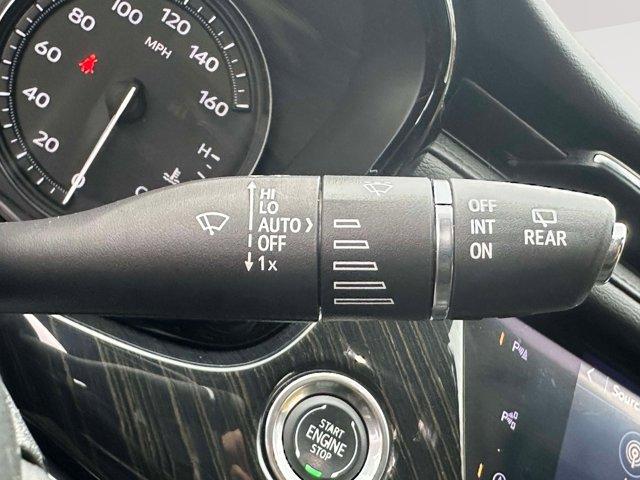 80
100
120
60
MPH
140
40
160
20
H
0
C
HI
LO
AUTO
OFF
1x
OFF
INT
ON
REAR
START
ENGINE
STOP